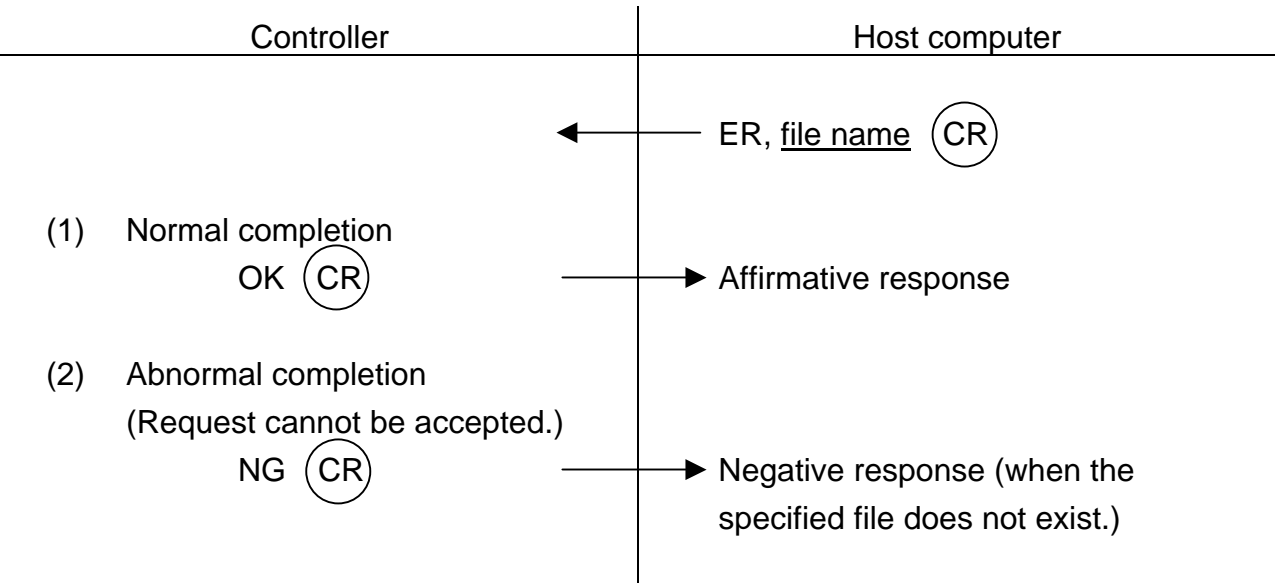 Controller Host computer
ER, file name CR
(1) Normal completion
OK CR Affirmative response
(2) Abnormal completion
(Request cannot be accepted.)
NG CR Negative response (when the
specified file does not exist.)